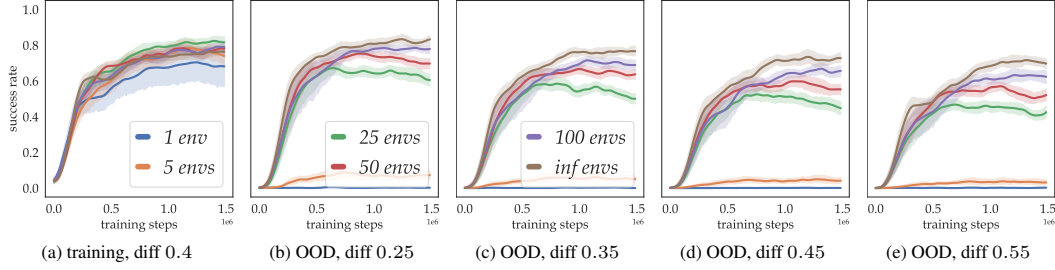 1.0
0.8
0.6
0.4
0.2
0.0
success rate
1 env
5 envs
25 envs
50 envs
100 envs
inf envs
0.0 0.5 1.0 1.5
1e6
training steps
0.0 0.5 1.0 1.5
1e6
training steps
0.0 0.5 1.0 1.5
1e6
training steps
0.0 0.5 1.0 1.5
1e6
training steps
0.0 0.5 1.0 1.5
1e6
training steps
(a) training, diff 0.4
(b) OOD, diff 0.25
(c) OOD, diff 0.35
(d) OOD, diff 0.45
(e) OOD, diff 0.55